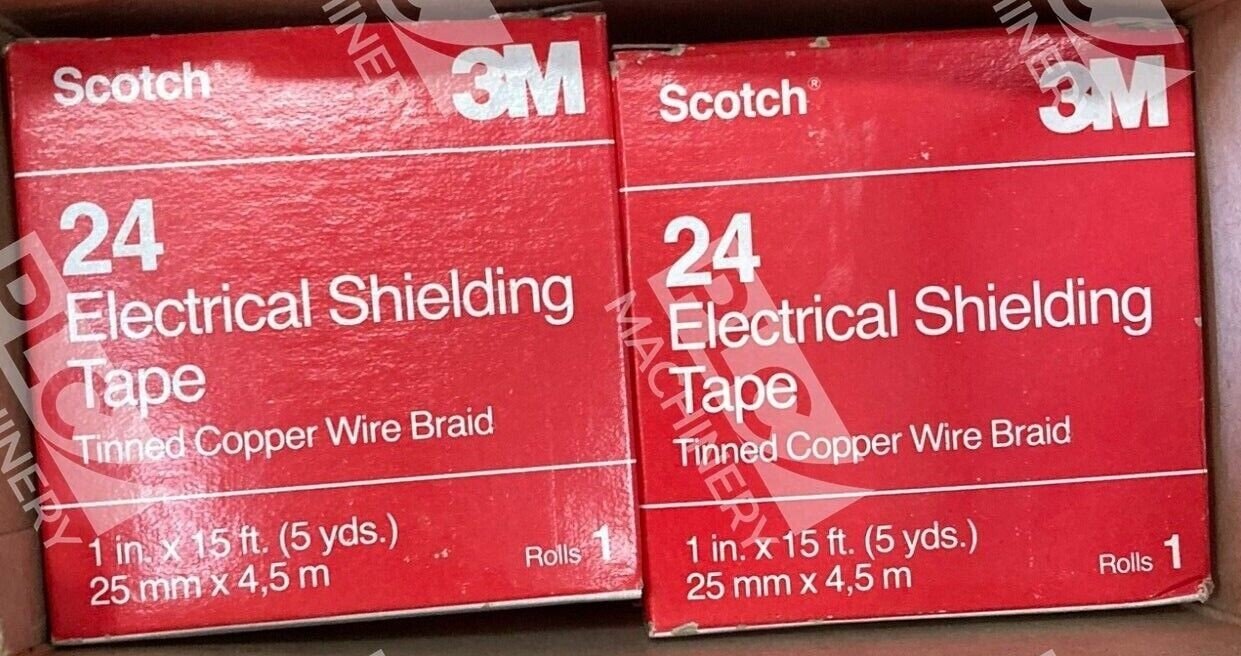 Scotch 3M
24
Electrical Shielding
Tape
Tinned Copper Wire Braid
1 in. x 15 ft. (5 yds.)
25 mm x 4,5 m
Rolls 1
Scotch® 3M
24
Electrical Shielding
Tape
Tinned Copper Wire Braid
1 in. x 15 ft. (5 yds.)
25 mm x 4,5 m
Rolls 1
PLC
MACHINERY